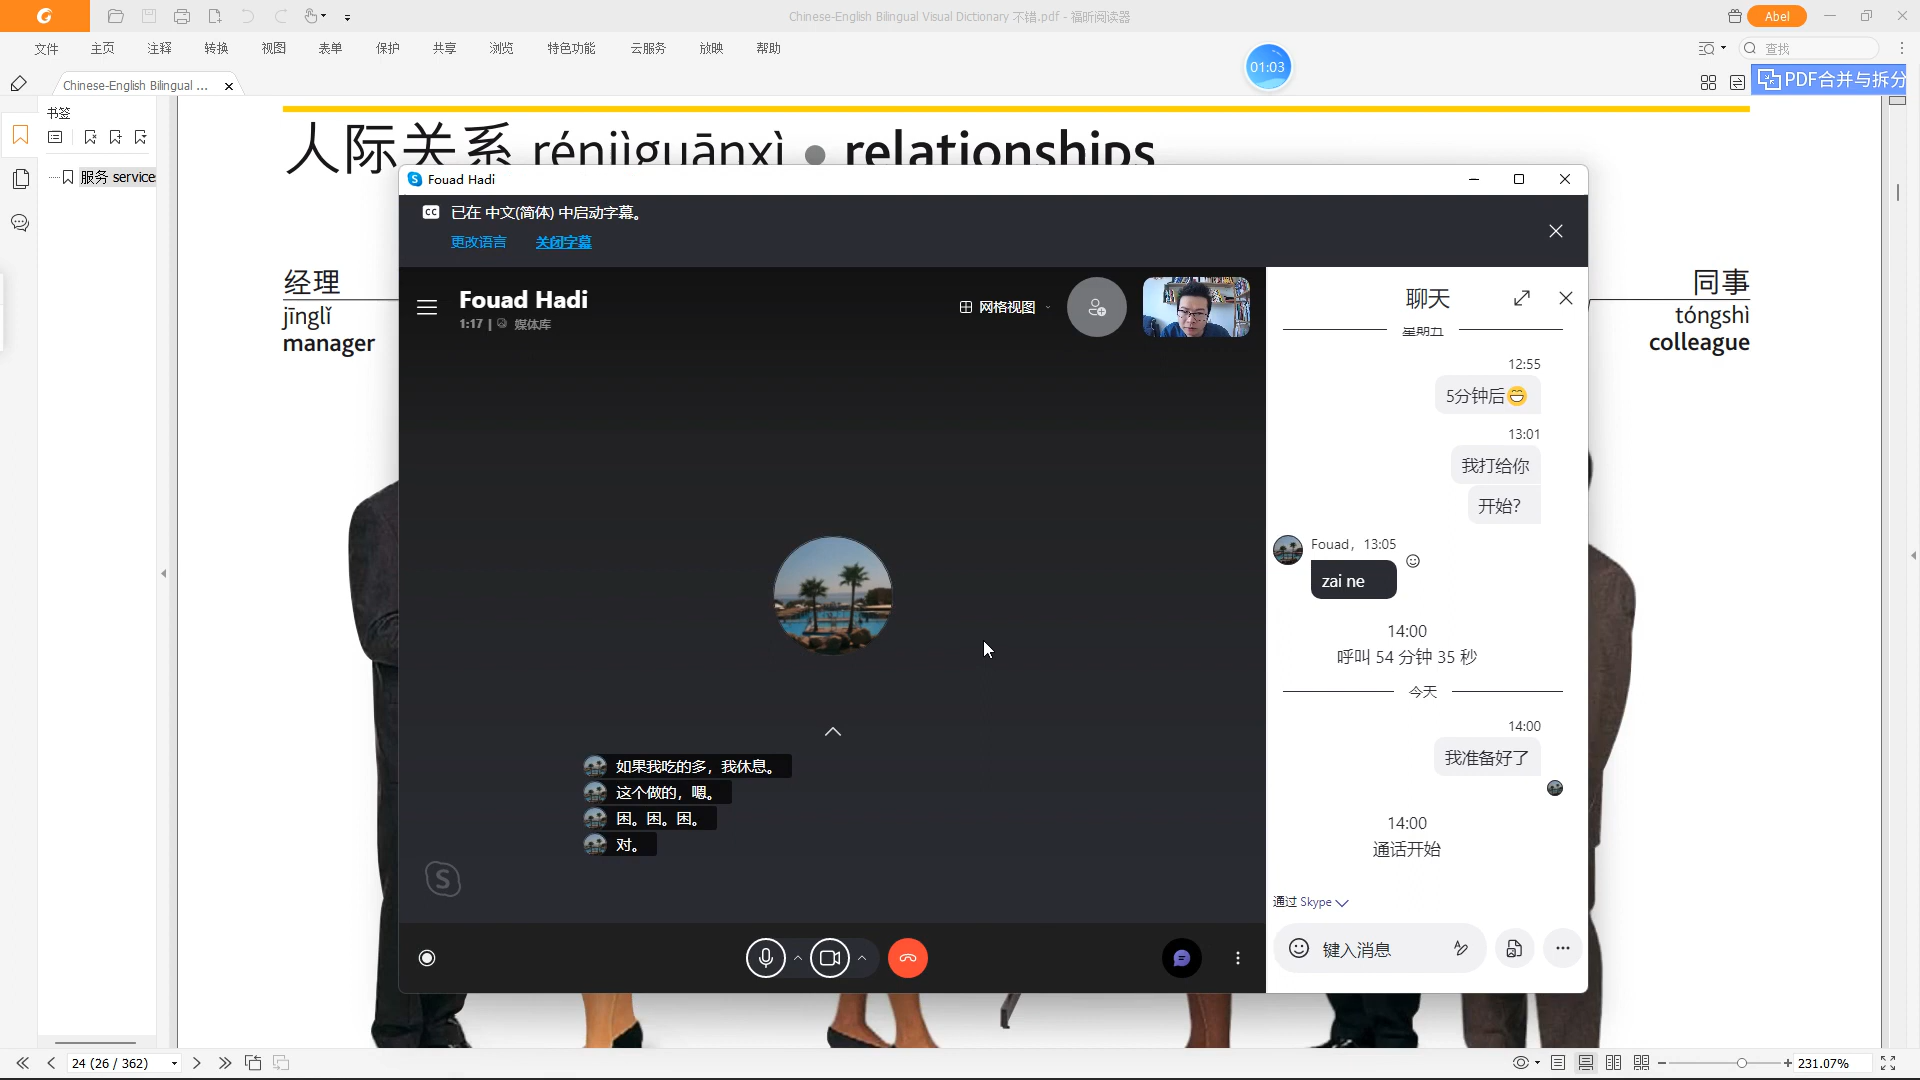 Chinese-English Bilingual Visual Dictionary 不错.pdf - 福昕阅读器
Abel
文件 主页 注释 转换 视图 表单 保护 共享 浏览 特色功能 云服务 放映 帮助
01:03
查找
Chinese-English Bilingual ...
PDF合并与拆分
书签
服务 service
人际关系 rénjìguānxì • relationships
经理
jīnglǐ
manager
同事
tóngshì
colleague
Fouad Hadi
CC 已在 中文(简体) 中启动字幕。
更改语言 关闭字幕
Fouad Hadi
1:17 | 媒体库
网格视图
聊天
星期五
12:55
5分钟后
13:01
我打给你
开始?
Fouad, 13:05
zai ne
14:00
呼叫 54 分钟 35 秒
今天
14:00
我准备好了
14:00
通话开始
如果我吃的多，我休息。
这个做的，嗯。
困。困。困。
对。
通过 Skype
键入消息
24 (26 / 362)
231.07%